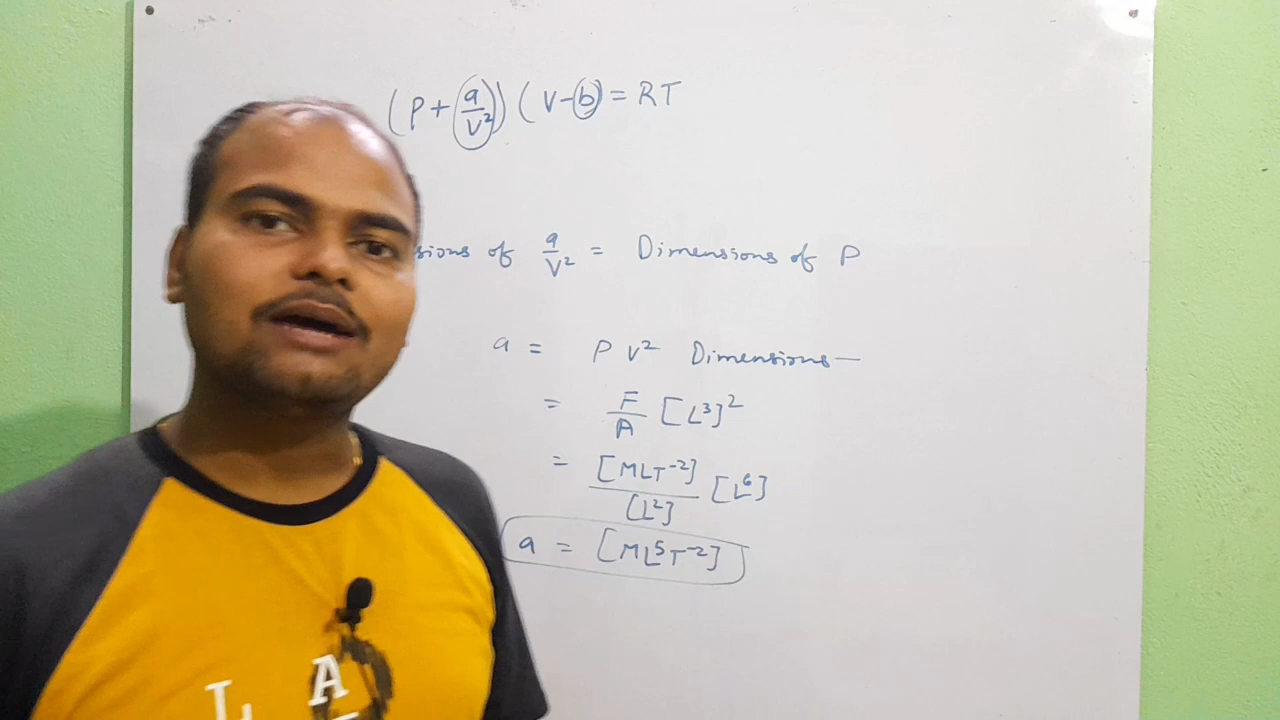 (P + a/V²) (V - b) = RT
sions of a/V² = Dimensions of P
a = P V² Dimensions —
= F/A [L³]²
= [MLT⁻²]/[L²] [L⁶]
a = [ML⁵T⁻²]
L A